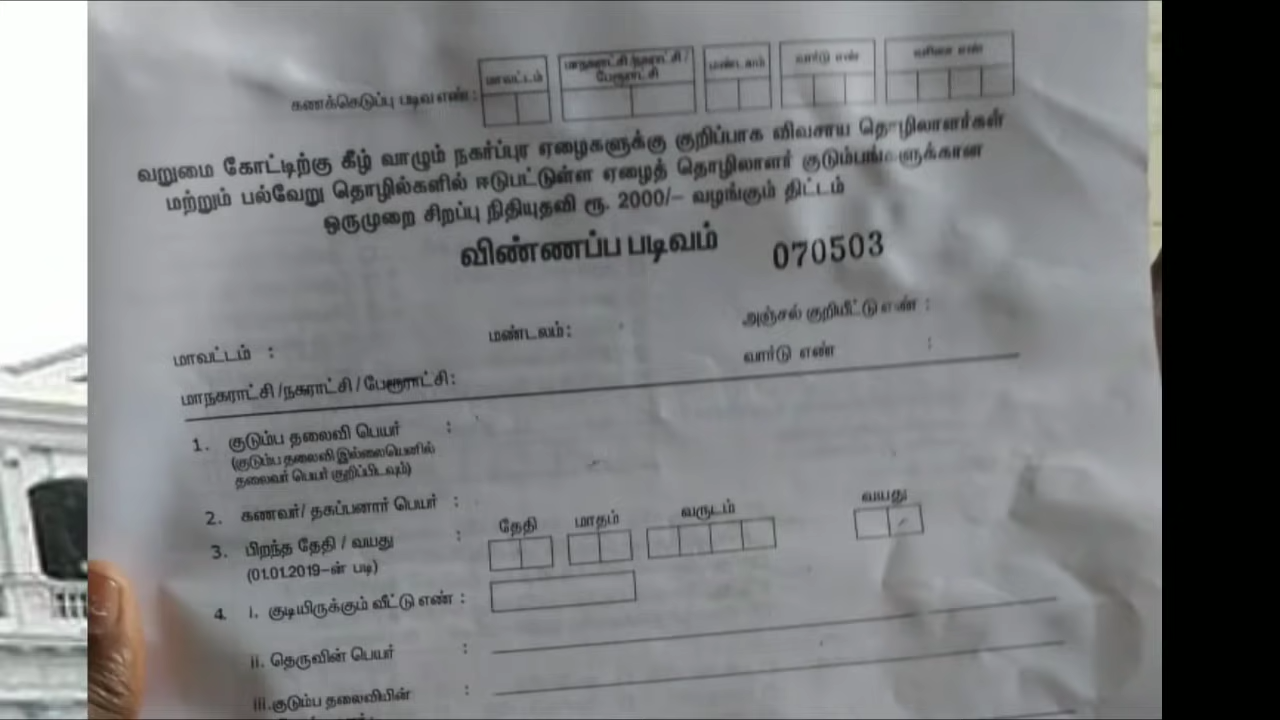 மாவட்டம் மாநகராட்சி/நகராட்சி/ பேரூராட்சி மண்டலம் வார்டு எண் வரிசை எண்
கணக்கெடுப்பு படிவ எண் :
வறுமை கோட்டிற்கு கீழ் வாழும் நகர்ப்புர ஏழைகளுக்கு குறிப்பாக விவசாய தொழிலாளர்கள்
மற்றும் பல்வேறு தொழில்களில் ஈடுபட்டுள்ள ஏழைத் தொழிலாளர் குடும்பங்களுக்கான
ஒருமுறை சிறப்பு நிதியுதவி ரூ. 2000/- வழங்கும் திட்டம்
விண்ணப்ப படிவம் 070503
மாவட்டம் : மண்டலம் : அஞ்சல் குறியீட்டு எண் :
மாநகராட்சி /நகராட்சி / பேரூராட்சி : வார்டு எண் :
1. குடும்ப தலைவி பெயர் :
(குடும்ப தலைவி இல்லையெனில்
தலைவர் பெயர் குறிப்பிடவும்)
2. கணவர்/ தகப்பனார் பெயர் :
தேதி மாதம் வருடம் வயது
3. பிறந்த தேதி / வயது :
(01.01.2019-ன் படி)
4. i. குடியிருக்கும் வீட்டு எண் :
ii. தெருவின் பெயர் :
iii. குடும்ப தலைவியின் :